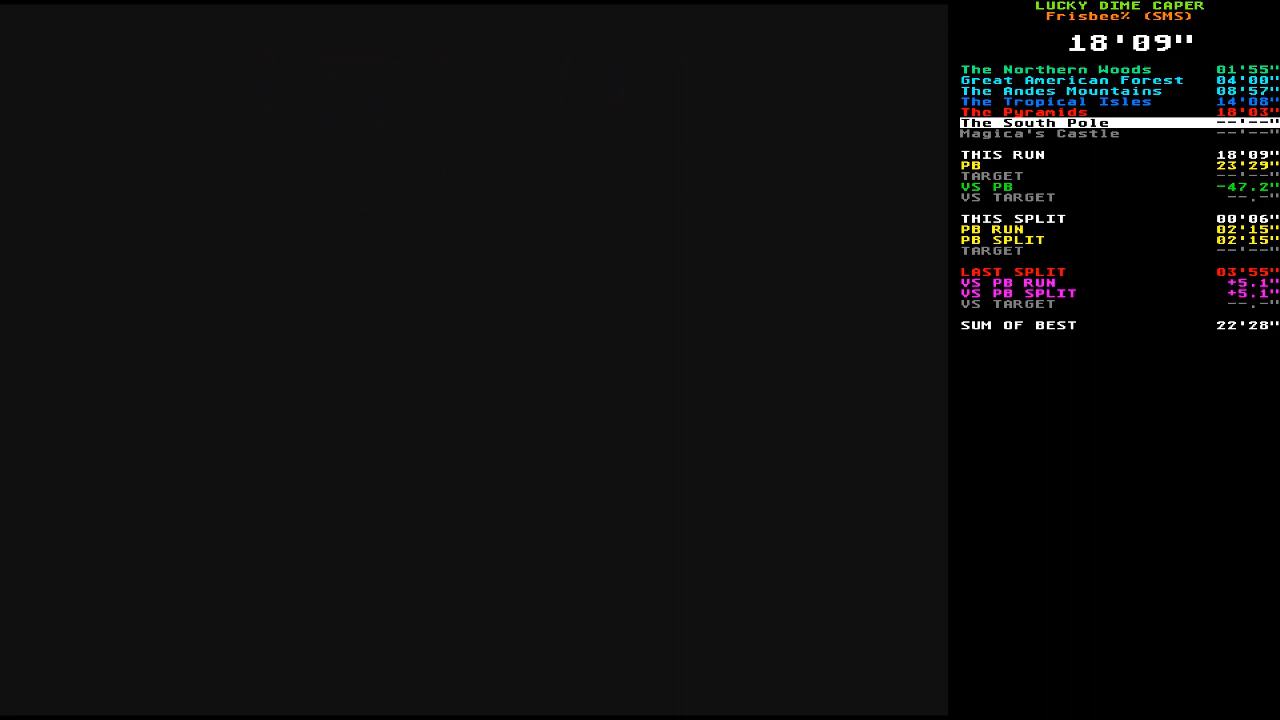 LUCKY DIME CAPER
Frisbee% (SMS)
18'09"
The Northern Woods 01'55"
Great American Forest 04'00"
The Andes Mountains 08'57"
The Tropical Isles 14'08"
The Pyramids 18'03"
The South Pole --'--"
Magica's Castle --'--"
THIS RUN 18'09"
PB 23'29"
TARGET --'--"
VS PB -47.2"
VS TARGET --.-"
THIS SPLIT 00'06"
PB RUN 02'15"
PB SPLIT 02'15"
TARGET --'--"
LAST SPLIT 03'55"
VS PB RUN +5.1"
VS PB SPLIT +5.1"
VS TARGET --.-"
SUM OF BEST 22'28"